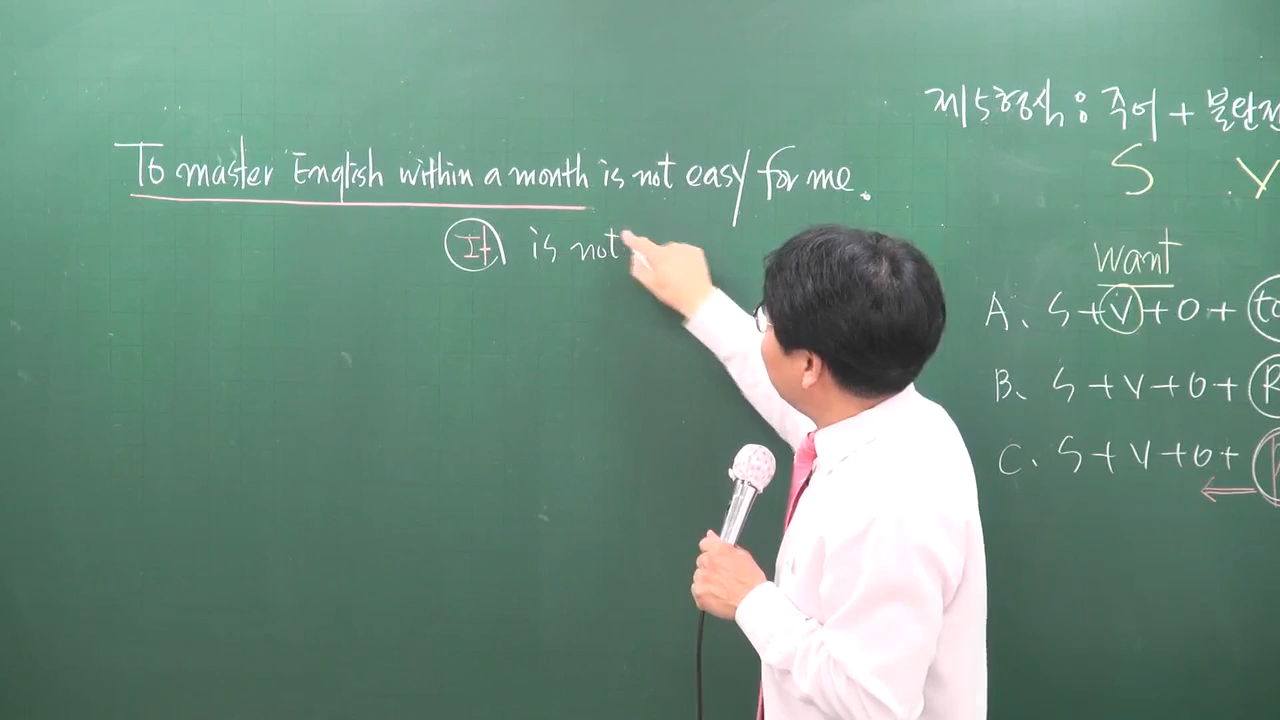 To master English within a month is not easy for me.
It is not
제5형식 : 주어 + 불완전
S V
want
A. S + V + O + to
B. S + V + O + R
C. S + V + O +